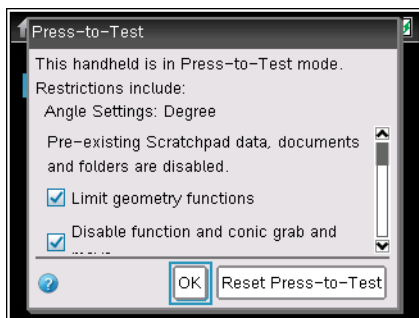 Press-to-Test
This handheld is in Press-to-Test mode.
Restrictions include:
Angle Settings: Degree
Pre-existing Scratchpad data, documents
and folders are disabled.
Limit geometry functions
Disable function and conic grab and
OK
Reset Press-to-Test